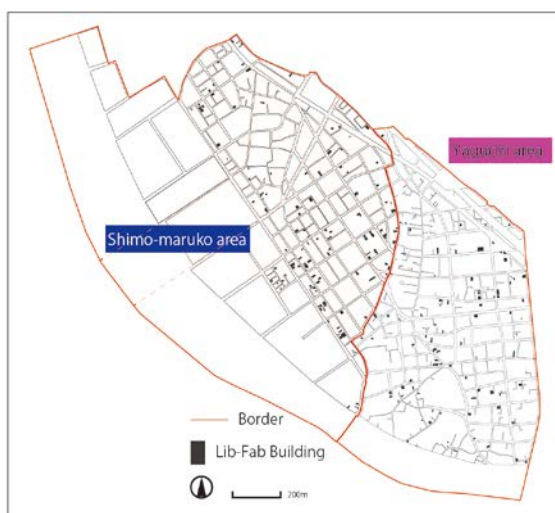 Yaguchi area
Shimo-maruko area
Border
Lib-Fab Building
200m